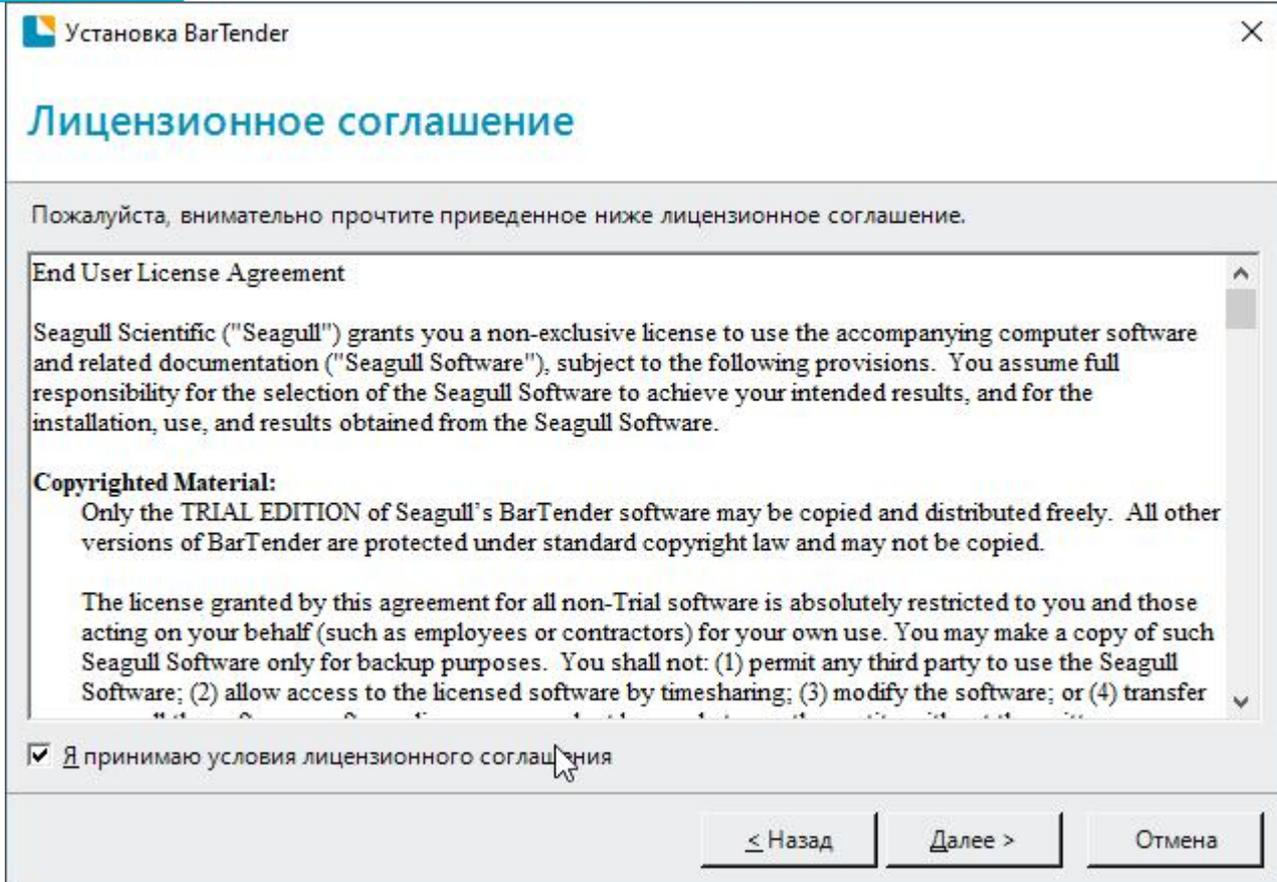 Установка BarTender
Лицензионное соглашение
Пожалуйста, внимательно прочтите приведенное ниже лицензионное соглашение.
End User License Agreement
Seagull Scientific ("Seagull") grants you a non-exclusive license to use the accompanying computer software
and related documentation ("Seagull Software"), subject to the following provisions.  You assume full
responsibility for the selection of the Seagull Software to achieve your intended results, and for the
installation, use, and results obtained from the Seagull Software.
Copyrighted Material:
Only the TRIAL EDITION of Seagull’s BarTender software may be copied and distributed freely.  All other
versions of BarTender are protected under standard copyright law and may not be copied.
The license granted by this agreement for all non-Trial software is absolutely restricted to you and those
acting on your behalf (such as employees or contractors) for your own use. You may make a copy of such
Seagull Software only for backup purposes.  You shall not: (1) permit any third party to use the Seagull
Software; (2) allow access to the licensed software by timesharing; (3) modify the software; or (4) transfer
Я принимаю условия лицензионного соглашения
< Назад
Далее >
Отмена